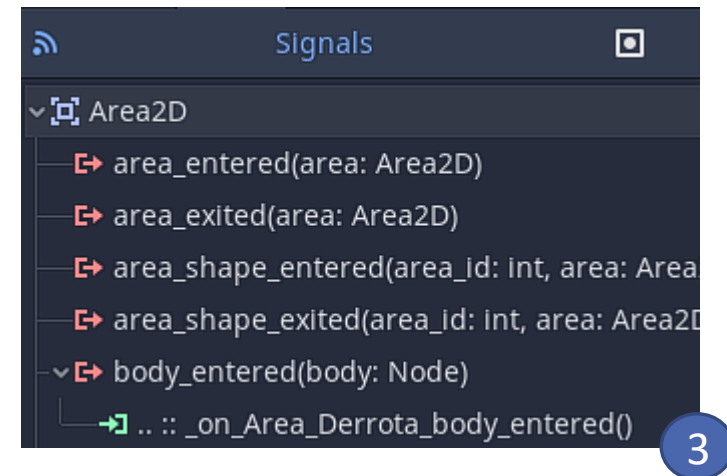 Signals
Area2D
area_entered(area: Area2D)
area_exited(area: Area2D)
area_shape_entered(area_id: int, area: Area
area_shape_exited(area_id: int, area: Area2D
body_entered(body: Node)
.. :: _on_Area_Derrota_body_entered()
3